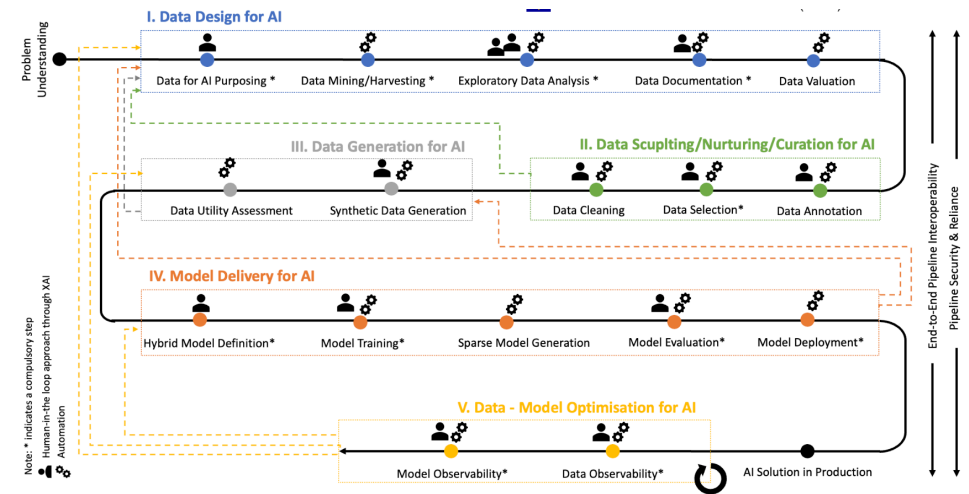 I. Data Design for AI
Problem
Understanding
Data for AI Purposing *
Data Mining/Harvesting *
Exploratory Data Analysis *
Data Documentation *
Data Valuation
III. Data Generation for AI
II. Data Scuplting/Nurturing/Curation for AI
Data Utility Assessment
Synthetic Data Generation
Data Cleaning
Data Selection*
Data Annotation
IV. Model Delivery for AI
Hybrid Model Definition*
Model Training*
Sparse Model Generation
Model Evaluation*
Model Deployment*
V. Data - Model Optimisation for AI
Model Observability*
Data Observability*
AI Solution in Production
End-to-End Pipeline Interoperability
Pipeline Security & Reliance
Note: * indicates a compulsory step
Human-in-the loop approach through XAI
Automation